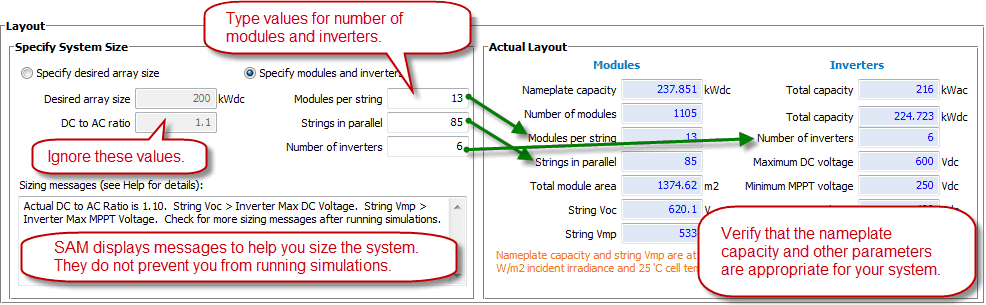 Type values for number of
modules and inverters.
Layout
Specify System Size
Specify desired array size
Specify modules and inverters
Desired array size 200 kWdc
DC to AC ratio 1.1
Ignore these values.
Modules per string 13
Strings in parallel 85
Number of inverters 6
Sizing messages (see Help for details):
Actual DC to AC Ratio is 1.10. String Voc > Inverter Max DC Voltage. String Vmp >
Inverter Max MPPT Voltage. Check for more sizing messages after running simulations.
SAM displays messages to help you size the system.
They do not prevent you from running simulations.
Actual Layout
Modules
Nameplate capacity 237.851 kWdc
Number of modules 1105
Modules per string 13
Strings in parallel 85
Total module area 1374.62 m2
String Voc 620.1 V
String Vmp 533
Inverters
Total capacity 216 kWac
Total capacity 224.723 kWdc
Number of inverters 6
Maximum DC voltage 600 Vdc
Minimum MPPT voltage 250 Vdc
Nameplate capacity and string Vmp are at
W/m2 incident irradiance and 25 °C cell
Verify that the nameplate
capacity and other parameters
are appropriate for your system.